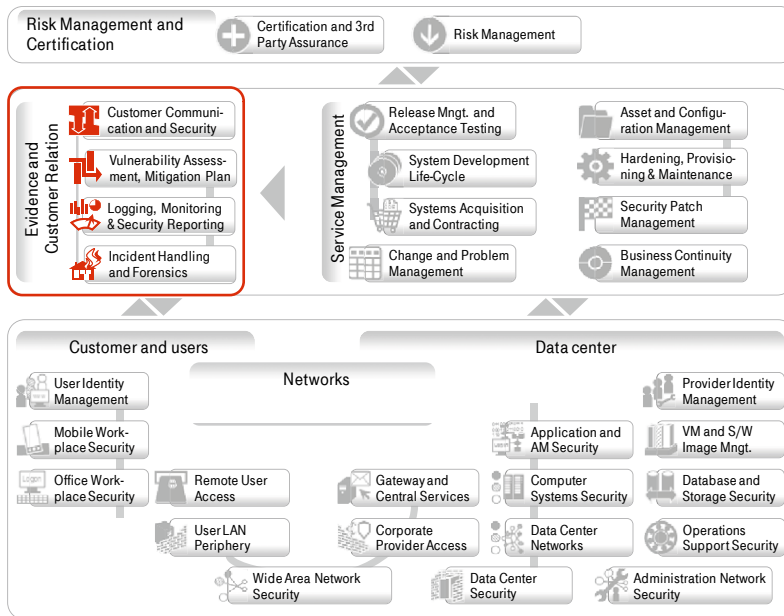 Risk Management and
Certification
Certification and 3rd
Party Assurance
Risk Management
Evidence and
Customer Relation
Customer Communi-
cation and Security
Vulnerability Assess-
ment, Mitigation Plan
Logging, Monitoring
& Security Reporting
Incident Handling
and Forensics
Service Management
Release Mngt. and
Acceptance Testing
System Development
Life-Cycle
Systems Acquisition
and Contracting
Change and Problem
Management
Asset and Configu-
ration Management
Hardening, Provisio-
ning & Maintenance
Security Patch
Management
Business Continuity
Management
Customer and users
Networks
Data center
User Identity
Management
Mobile Work-
place Security
Logon
Office Work-
place Security
Remote User
Access
User LAN
Periphery
Gateway and
Central Services
Corporate
Provider Access
Wide Area Network
Security
Application and
AM Security
Computer
Systems Security
Data Center
Networks
Data Center
Security
Provider Identity
Management
VM and S/W
Image Mngt.
Database and
Storage Security
Operations
Support Security
Administration Network
Security